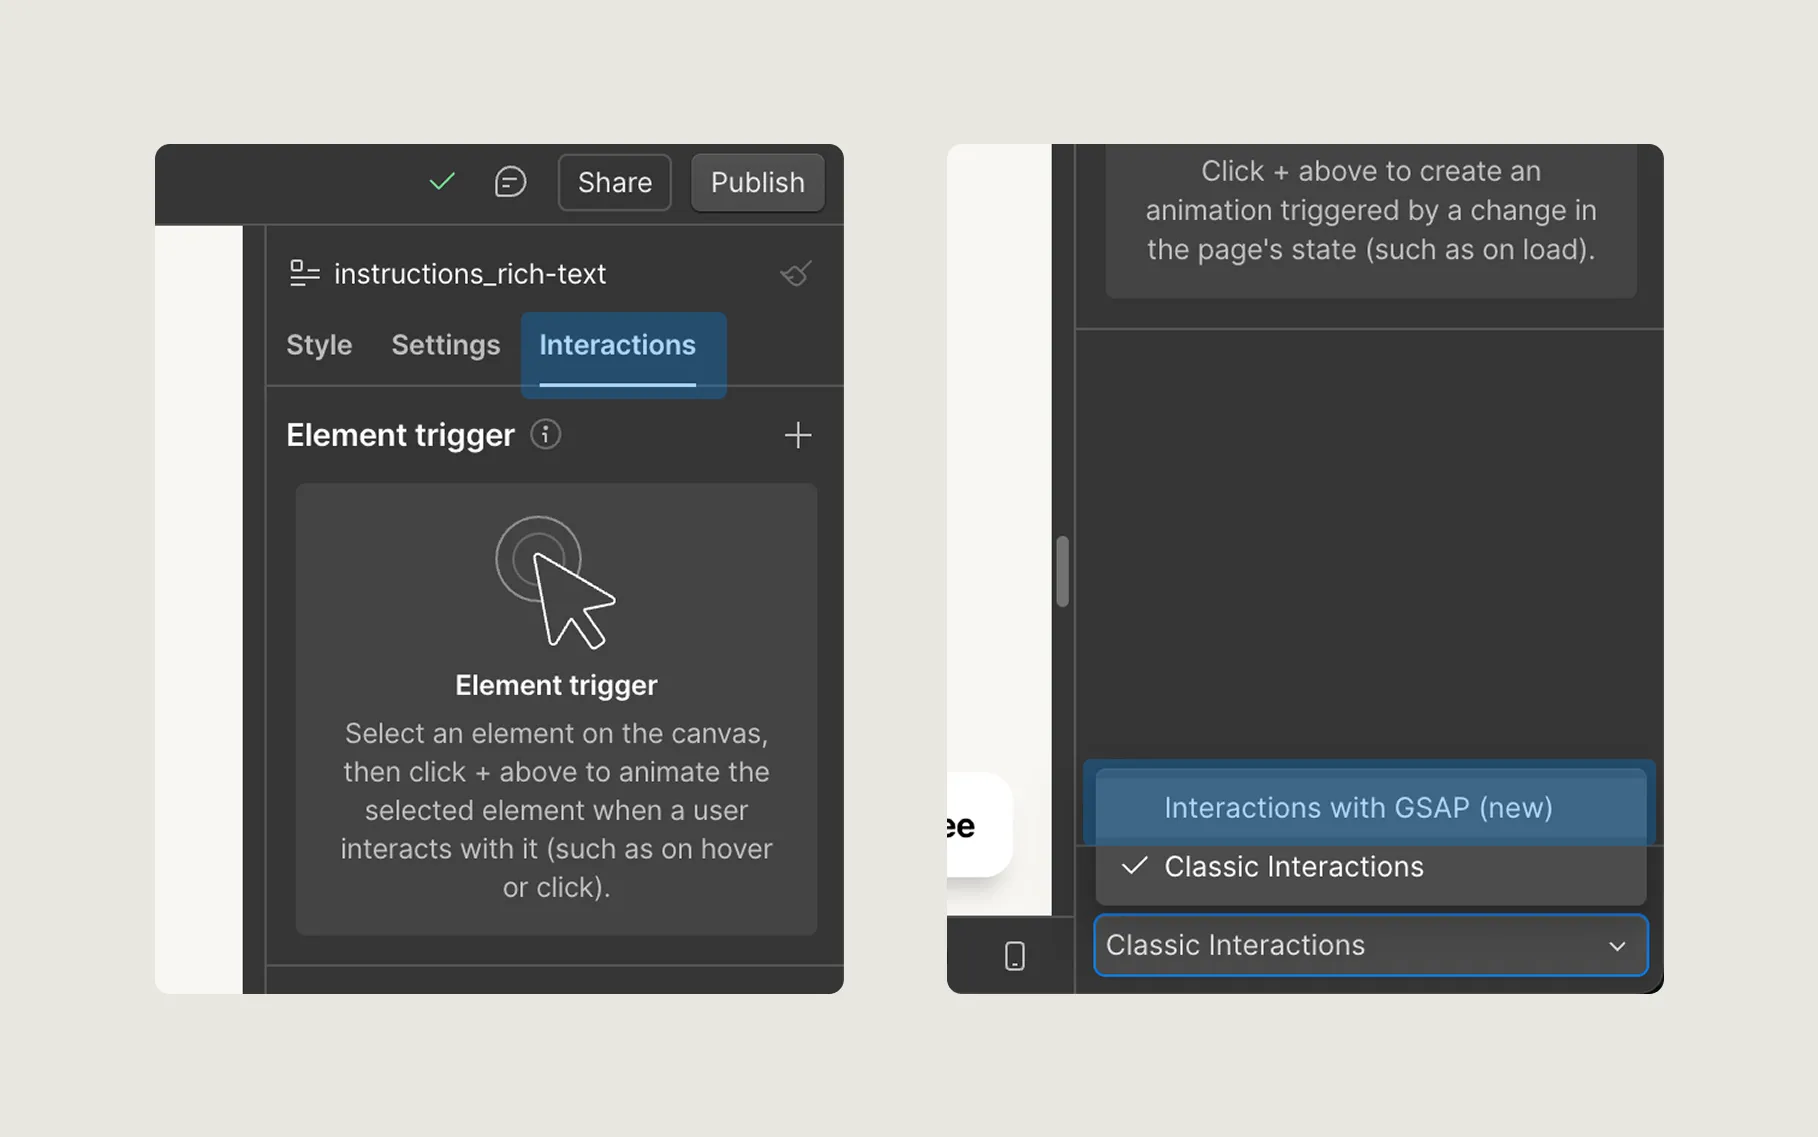 Share
Publish
instructions_rich-text
Style
Settings
Interactions
Element trigger
Element trigger
Select an element on the canvas,
then click + above to animate the
selected element when a user
interacts with it (such as on hover
or click).
Click + above to create an
animation triggered by a change in
the page's state (such as on load).
ee
Interactions with GSAP (new)
Classic Interactions
Classic Interactions